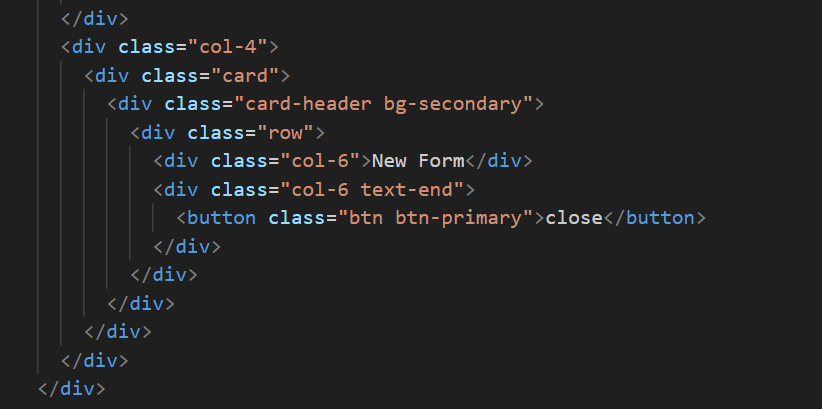 </div>
<div class="col-4">
<div class="card">
<div class="card-header bg-secondary">
<div class="row">
<div class="col-6">New Form</div>
<div class="col-6 text-end">
<button class="btn btn-primary">close</button>
</div>
</div>
</div>
</div>
</div>
</div>